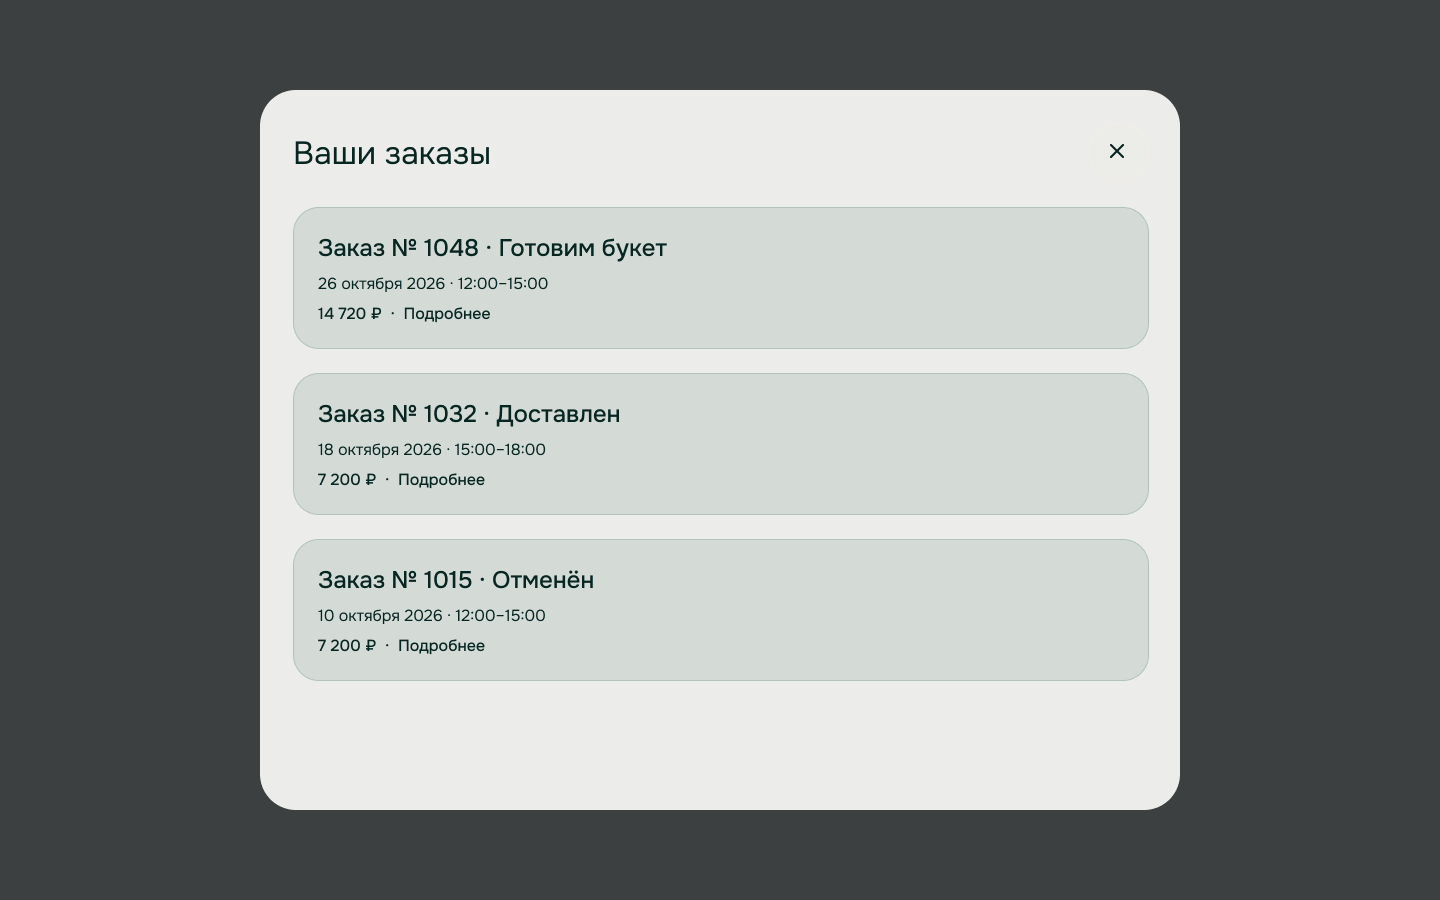 Ваши заказы
Заказ № 1048 · Готовим букет
26 октября 2026 · 12:00–15:00
14 720 ₽ · Подробнее
Заказ № 1032 · Доставлен
18 октября 2026 · 15:00–18:00
7 200 ₽ · Подробнее
Заказ № 1015 · Отменён
10 октября 2026 · 12:00–15:00
7 200 ₽ · Подробнее